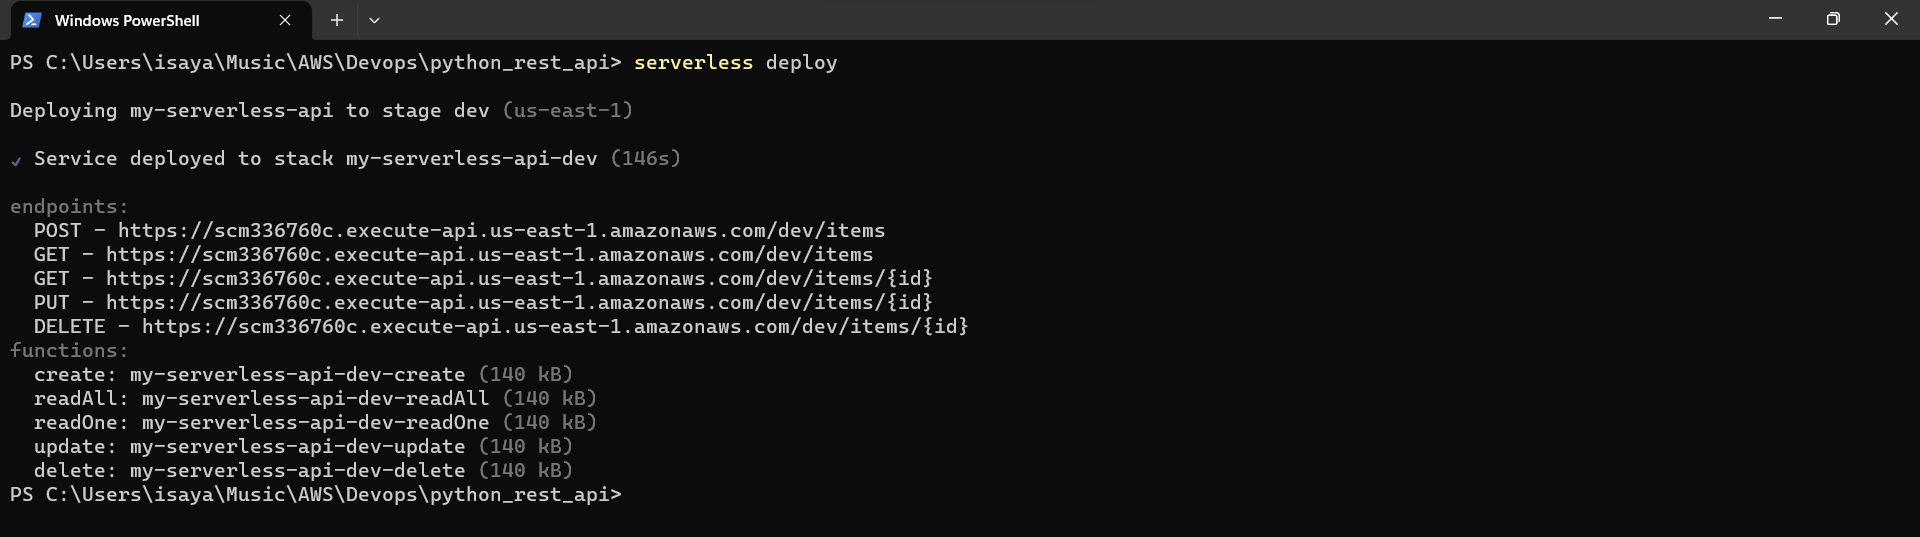 Windows PowerShell
PS C:\Users\isaya\Music\AWS\Devops\python_rest_api> serverless deploy
Deploying my-serverless-api to stage dev (us-east-1)
✔ Service deployed to stack my-serverless-api-dev (146s)
endpoints:
POST - https://scm336760c.execute-api.us-east-1.amazonaws.com/dev/items
GET - https://scm336760c.execute-api.us-east-1.amazonaws.com/dev/items
GET - https://scm336760c.execute-api.us-east-1.amazonaws.com/dev/items/{id}
PUT - https://scm336760c.execute-api.us-east-1.amazonaws.com/dev/items/{id}
DELETE - https://scm336760c.execute-api.us-east-1.amazonaws.com/dev/items/{id}
functions:
create: my-serverless-api-dev-create (140 kB)
readAll: my-serverless-api-dev-readAll (140 kB)
readOne: my-serverless-api-dev-readOne (140 kB)
update: my-serverless-api-dev-update (140 kB)
delete: my-serverless-api-dev-delete (140 kB)
PS C:\Users\isaya\Music\AWS\Devops\python_rest_api>